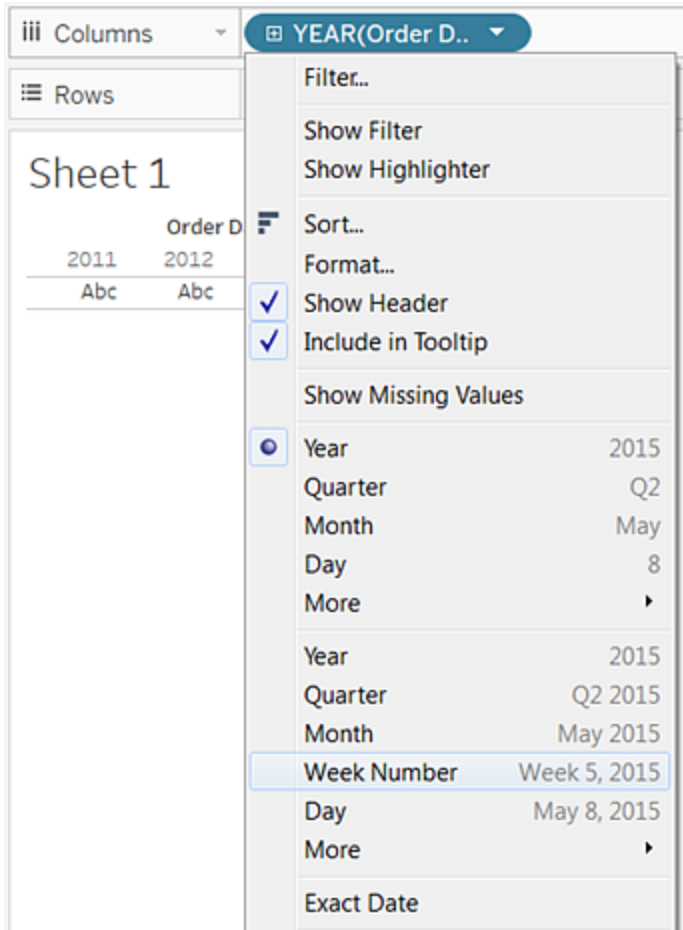 Columns YEAR(Order D..
Rows
Sheet 1
Order D
2011 2012
Abc Abc
Filter...
Show Filter
Show Highlighter
Sort...
Format...
Show Header
Include in Tooltip
Show Missing Values
Year 2015
Quarter Q2
Month May
Day 8
More
Year 2015
Quarter Q2 2015
Month May 2015
Week Number Week 5, 2015
Day May 8, 2015
More
Exact Date